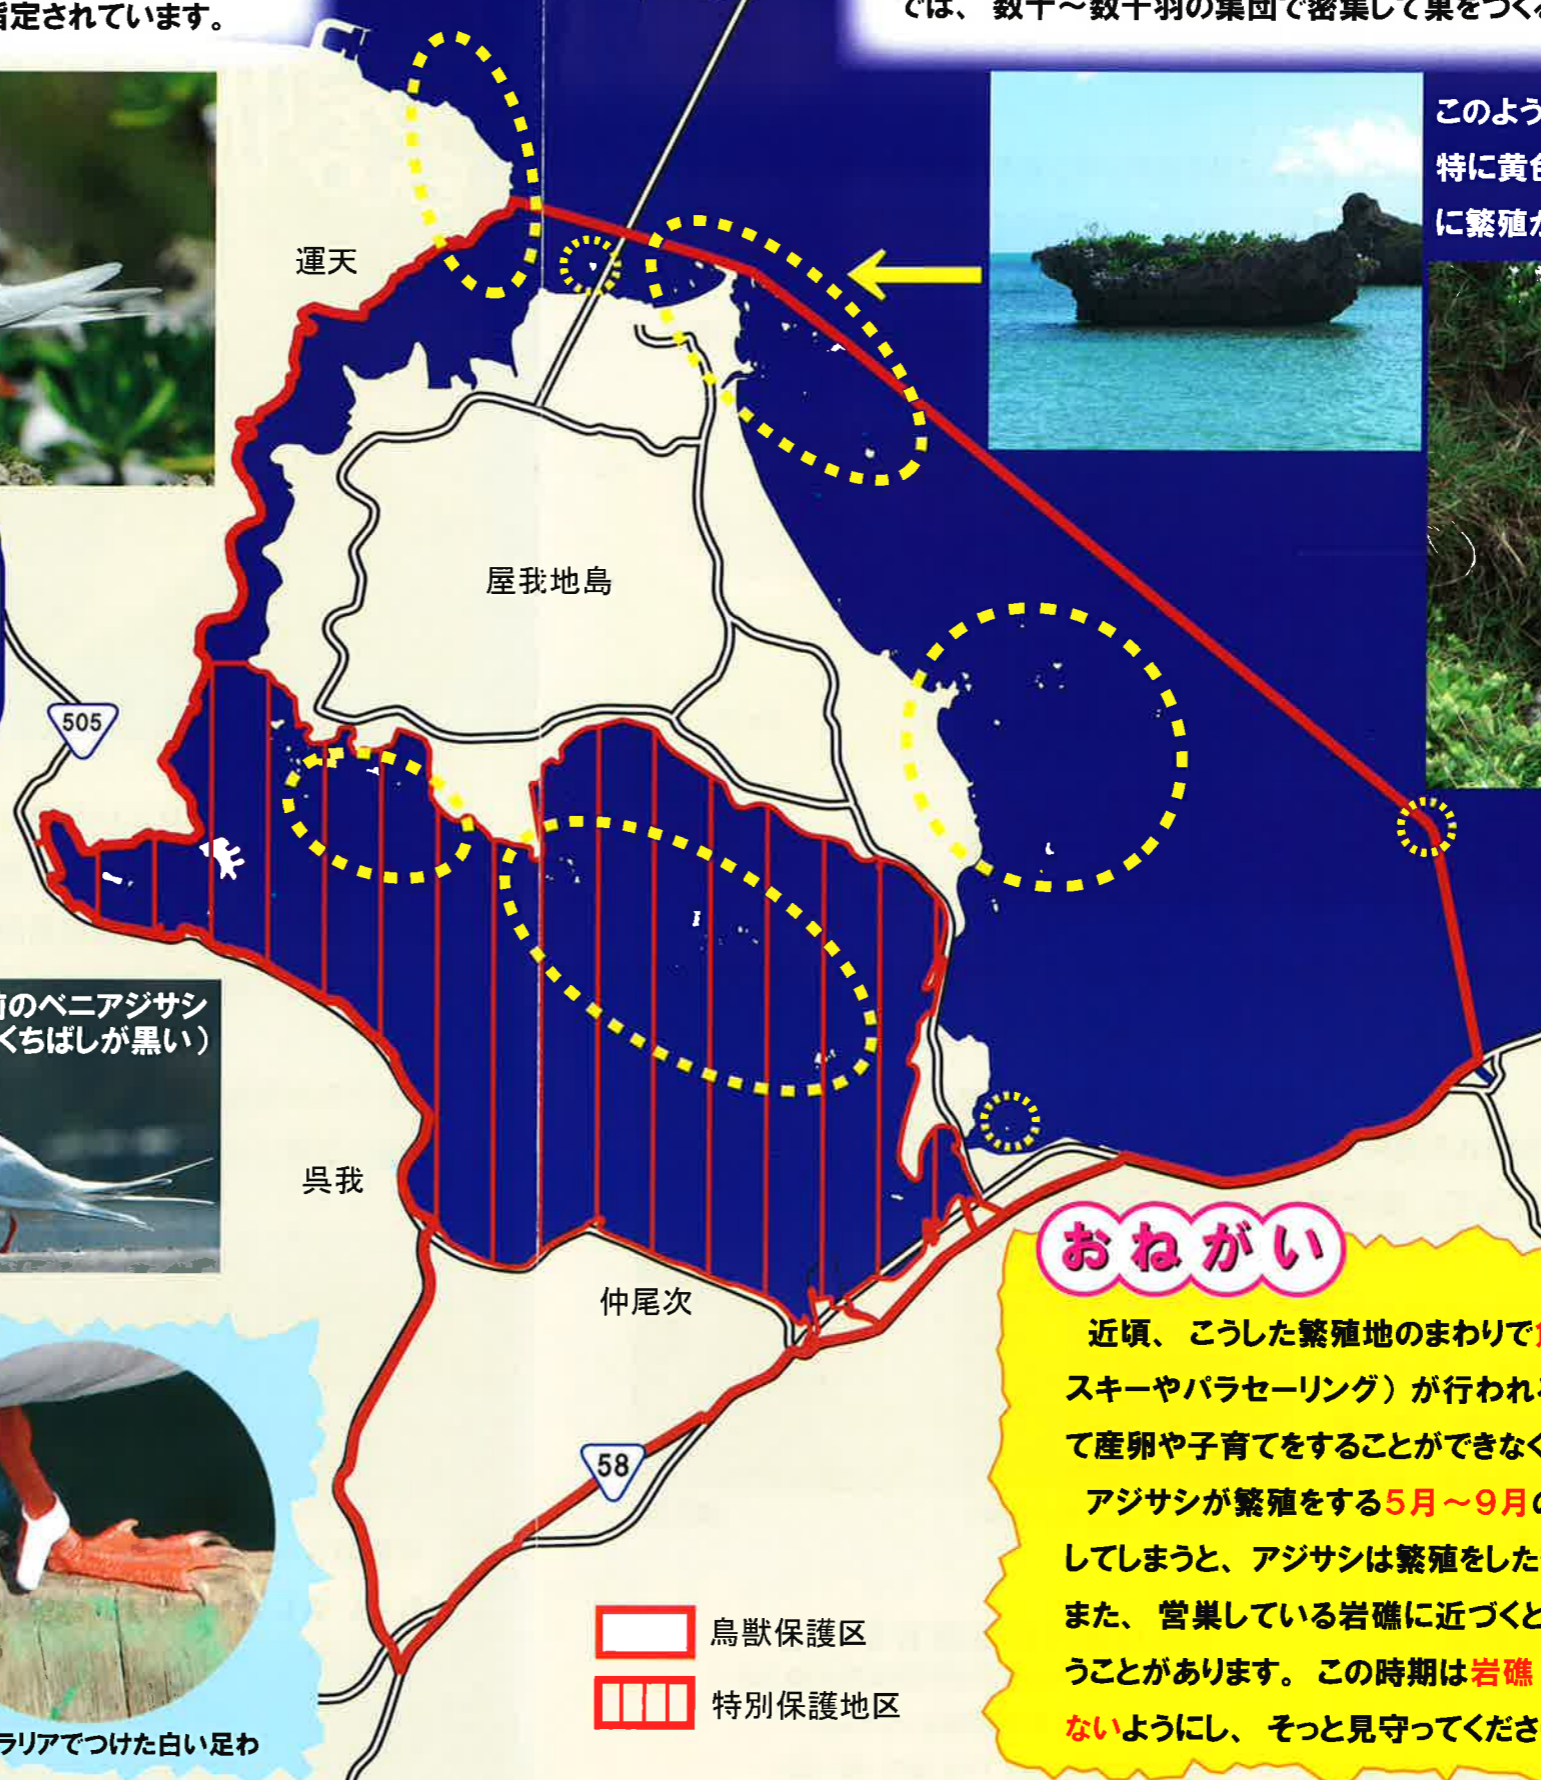 指定されています。
では、数十～数千羽の集団で密集して巣をつくる
このよう
特に黄色
に繁殖が
運天
屋我地島
505
前のベニアジサシ
くちばしが黒い）
呉我
仲尾次
58
鳥獣保護区
特別保護地区
ラリアでつけた白い足わ
おねがい
近頃、こうした繁殖地のまわりで
スキーやパラセーリング）が行われ
て産卵や子育てをすることができなく
アジサシが繁殖をする5月～9月の
してしまうと、アジサシは繁殖をした
また、営巣している岩礁に近づくと
うことがあります。この時期は岩礁
ないようにし、そっと見守ってくださ